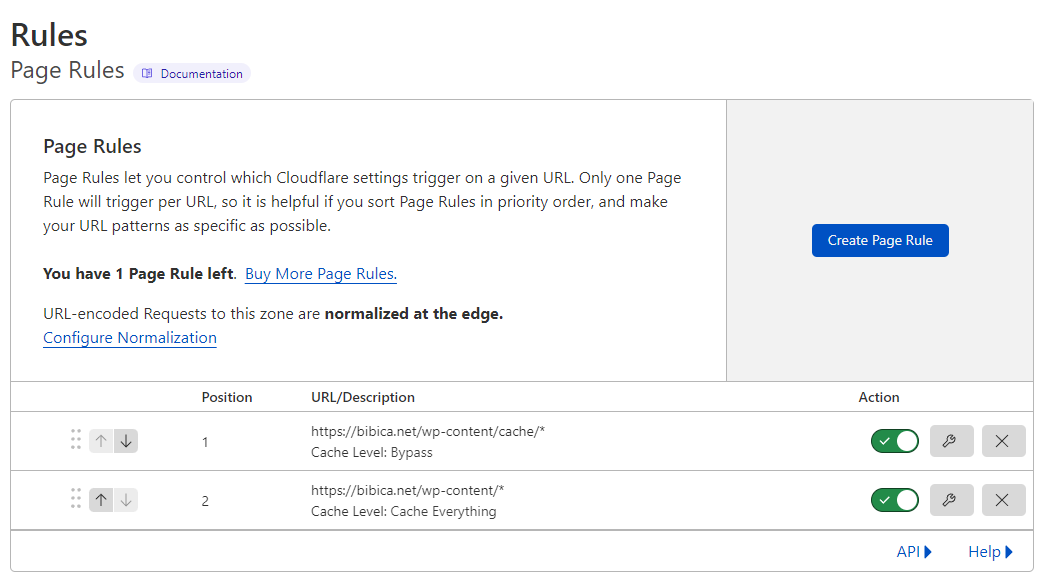 Rules
Page Rules Documentation
Page Rules
Page Rules let you control which Cloudflare settings trigger on a given URL. Only one Page
Rule will trigger per URL, so it is helpful if you sort Page Rules in priority order, and make
your URL patterns as specific as possible.
Create Page Rule
You have 1 Page Rule left. Buy More Page Rules.
URL-encoded Requests to this zone are normalized at the edge.
Configure Normalization
Position URL/Description Action
1 https://bibica.net/wp-content/cache/*
Cache Level: Bypass
2 https://bibica.net/wp-content/*
Cache Level: Cache Everything
API Help